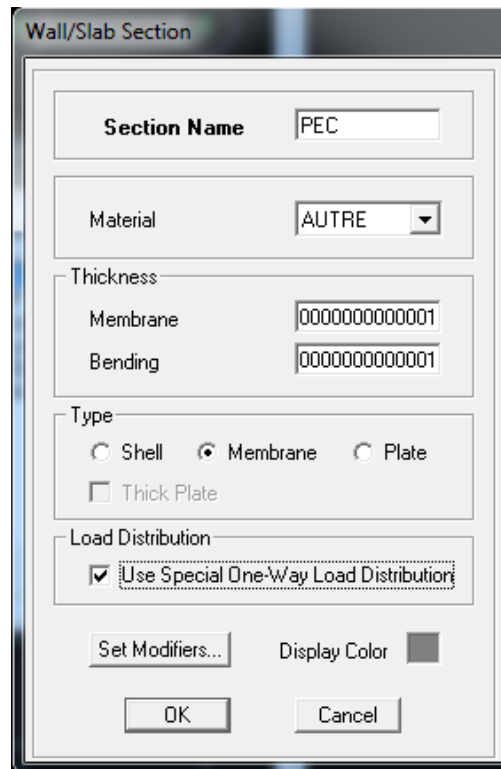 Wall/Slab Section
Section Name PEC
Material AUTRE
Thickness
Membrane 0000000000001
Bending 0000000000001
Type
Shell Membrane Plate
Thick Plate
Load Distribution
Use Special One-Way Load Distribution
Set Modifiers... Display Color
OK Cancel